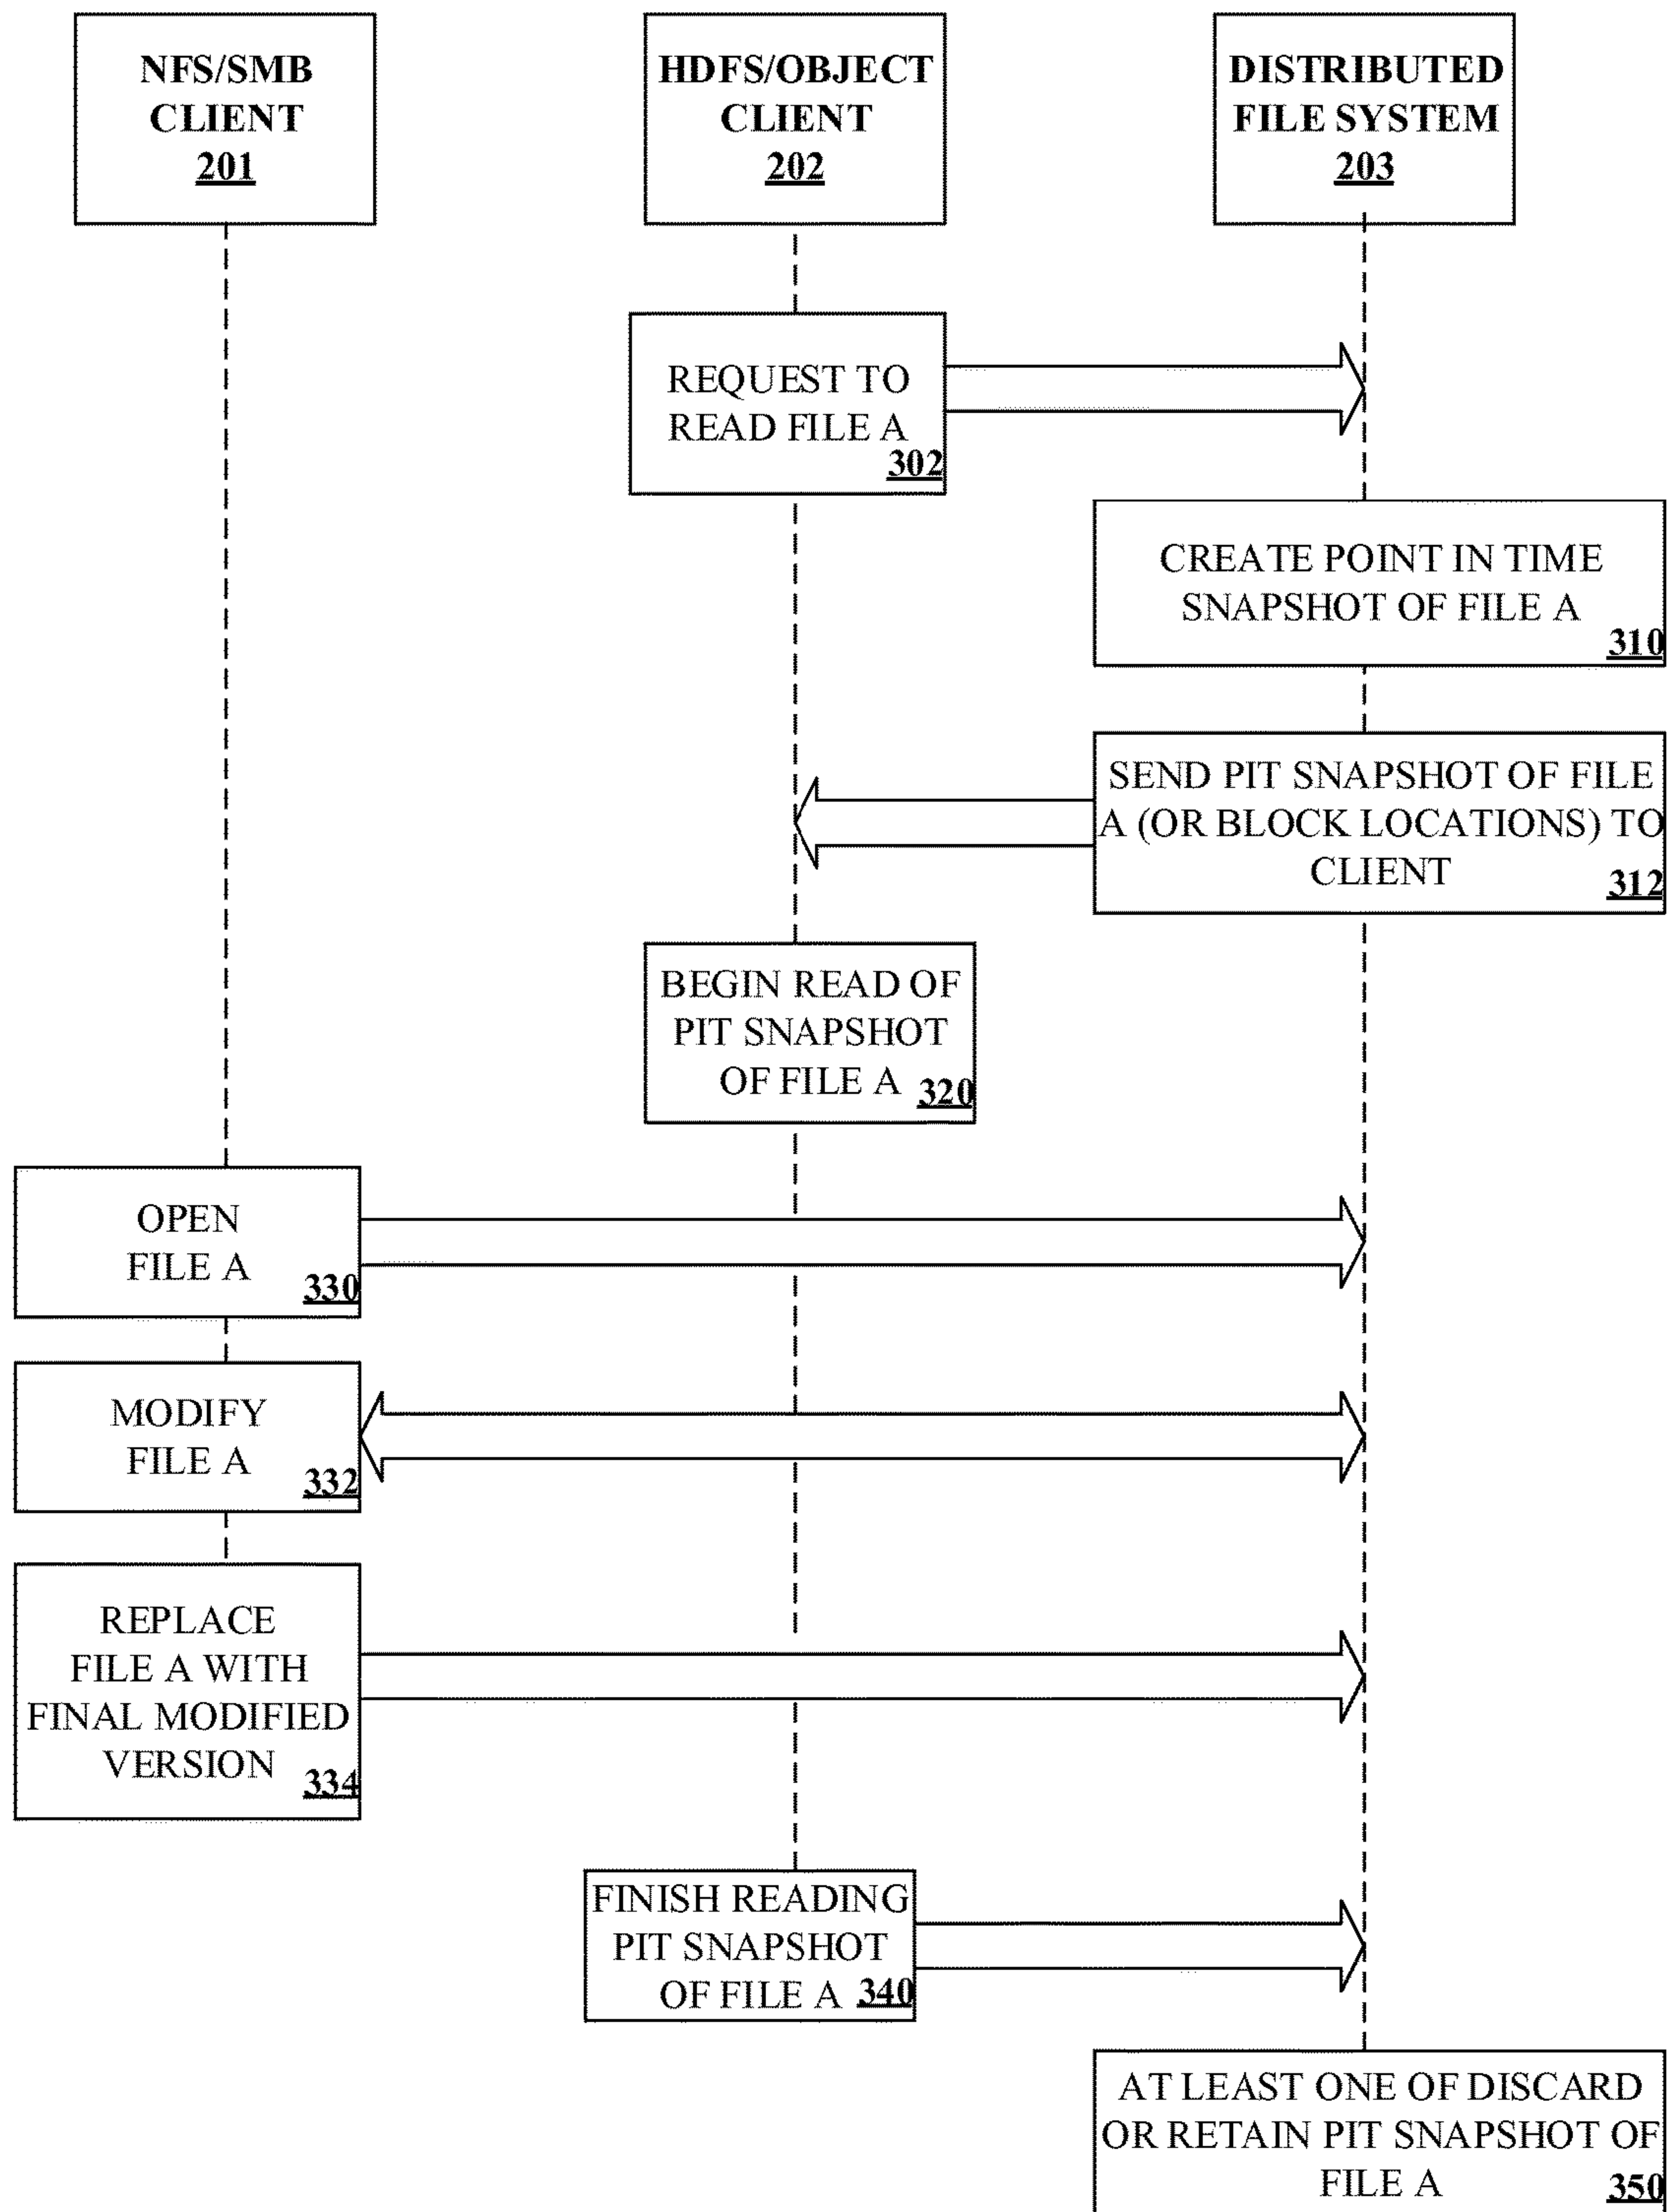 NFS/SMB
CLIENT
201
HDFS/OBJECT
CLIENT
202
DISTRIBUTED
FILE SYSTEM
203
REQUEST TO
READ FILE A
302
CREATE POINT IN TIME
SNAPSHOT OF FILE A
310
SEND PIT SNAPSHOT OF FILE
A (OR BLOCK LOCATIONS) TO
CLIENT
312
BEGIN READ OF
PIT SNAPSHOT
OF FILE A 320
OPEN
FILE A
330
MODIFY
FILE A
332
REPLACE
FILE A WITH
FINAL MODIFIED
VERSION
334
FINISH READING
PIT SNAPSHOT
OF FILE A 340
AT LEAST ONE OF DISCARD
OR RETAIN PIT SNAPSHOT OF
FILE A 350